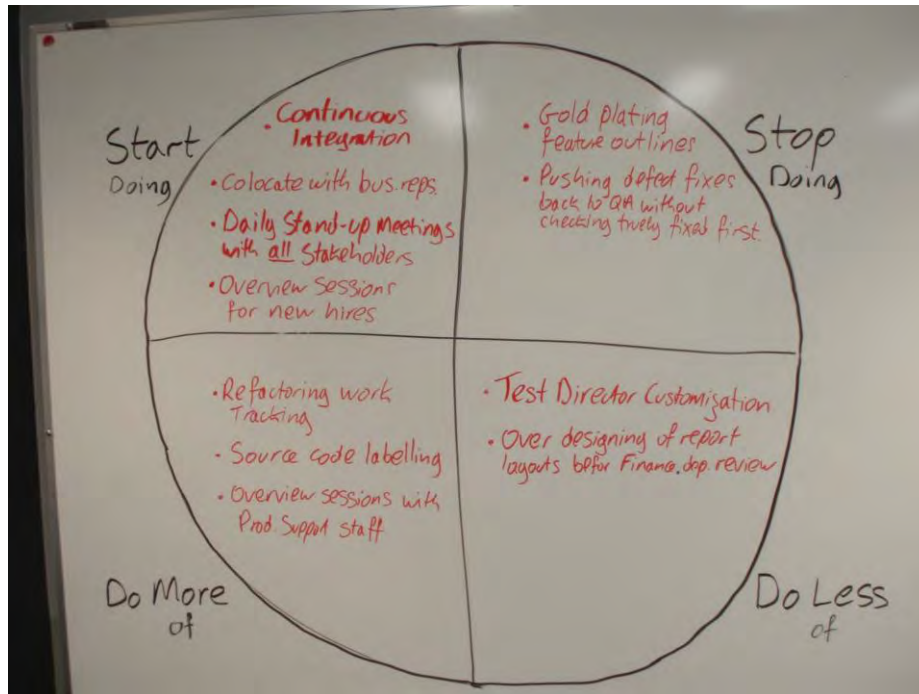 Start
Doing
• Continuous
Integration
• Colocate with bus. reps.
• Daily Stand-up Meetings
with all Stakeholders
• Overview sessions
for new hires
Stop
Doing
• Gold plating
feature outlines
• Pushing defect fixes
back to QA without
checking truely fixed first.
Do More
of
• Refactoring work
Tracking
• Source code labelling
• Overview sessions with
Prod. Support staff
Do Less
of
• Test Director Customisation
• Over designing of report
layouts befor Finance. dep. review